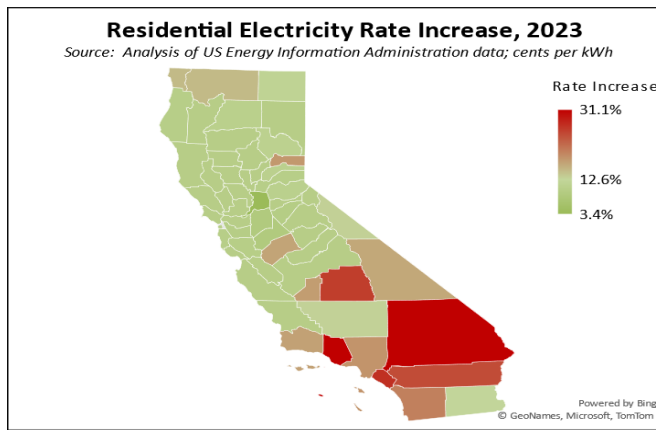 Residential Electricity Rate Increase, 2023
Source: Analysis of US Energy Information Administration data; cents per kWh
Rate Increase
31.1%
12.6%
3.4%
Powered by Bing
© GeoNames, Microsoft, TomTom